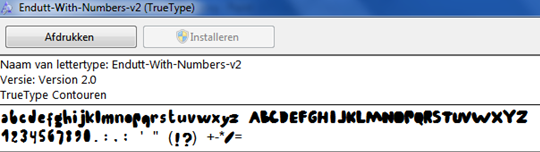 Endutt-With-Numbers-v2 (TrueType)
Afdrukken Installeren
Naam van lettertype: Endutt-With-Numbers-v2
Versie: Version 2.0
TrueType Contouren
abcdefghijklmnopqrstuvwxyz ABCDEFGHIJKLMNOPQRSTUVWXYZ
1234567890.:,: ' " (!?) +-*/=